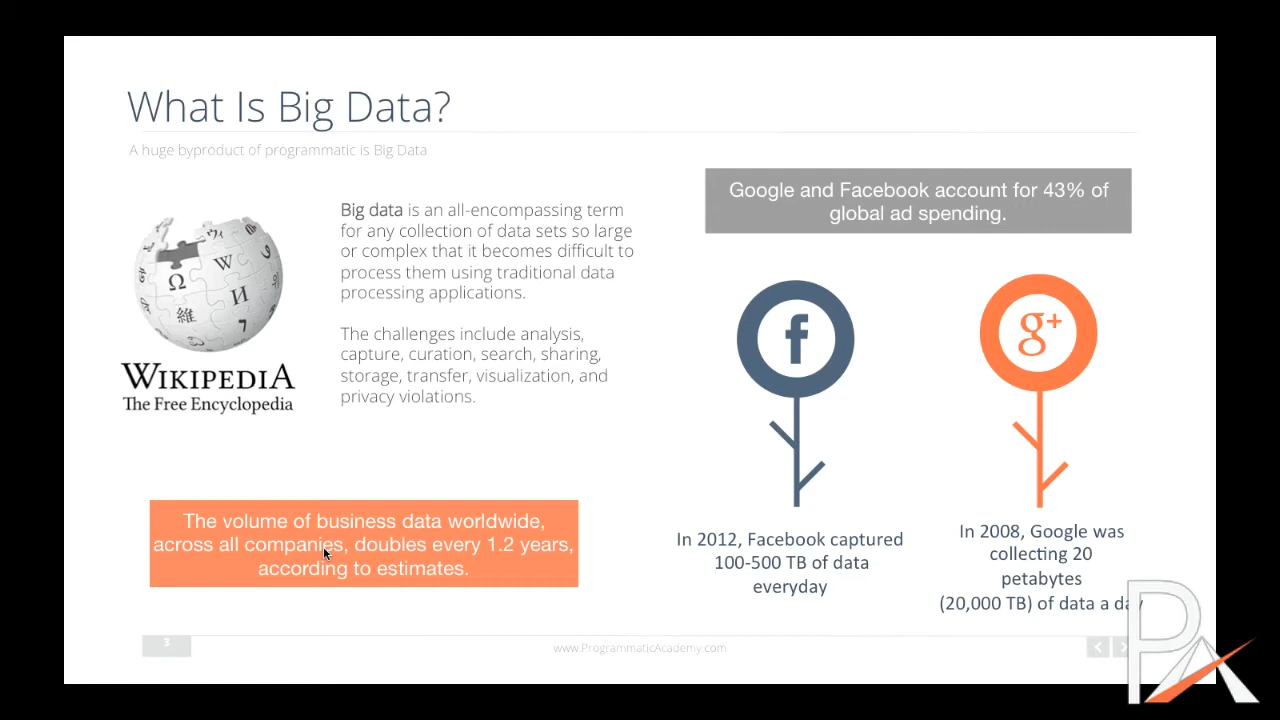 What Is Big Data?
A huge byproduct of programmatic is Big Data
Ω
W
И
維
WIKIPEDIA
The Free Encyclopedia
Big data is an all-encompassing term
for any collection of data sets so large
or complex that it becomes difficult to
process them using traditional data
processing applications.
The challenges include analysis,
capture, curation, search, sharing,
storage, transfer, visualization, and
privacy violations.
The volume of business data worldwide,
across all companies, doubles every 1.2 years,
according to estimates.
Google and Facebook account for 43% of
global ad spending.
f
g+
In 2012, Facebook captured
100-500 TB of data
everyday
In 2008, Google was
collecting 20
petabytes
(20,000 TB) of data a day
3
www.ProgrammaticAcademy.com
PA